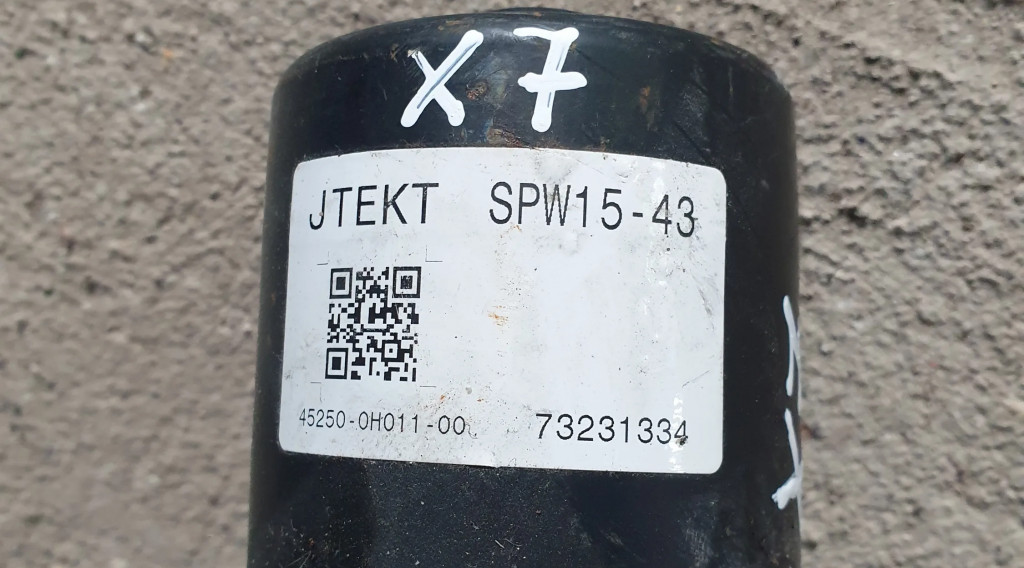 X7
JTEKT SPW15-43
45250-0H011-00
73231334